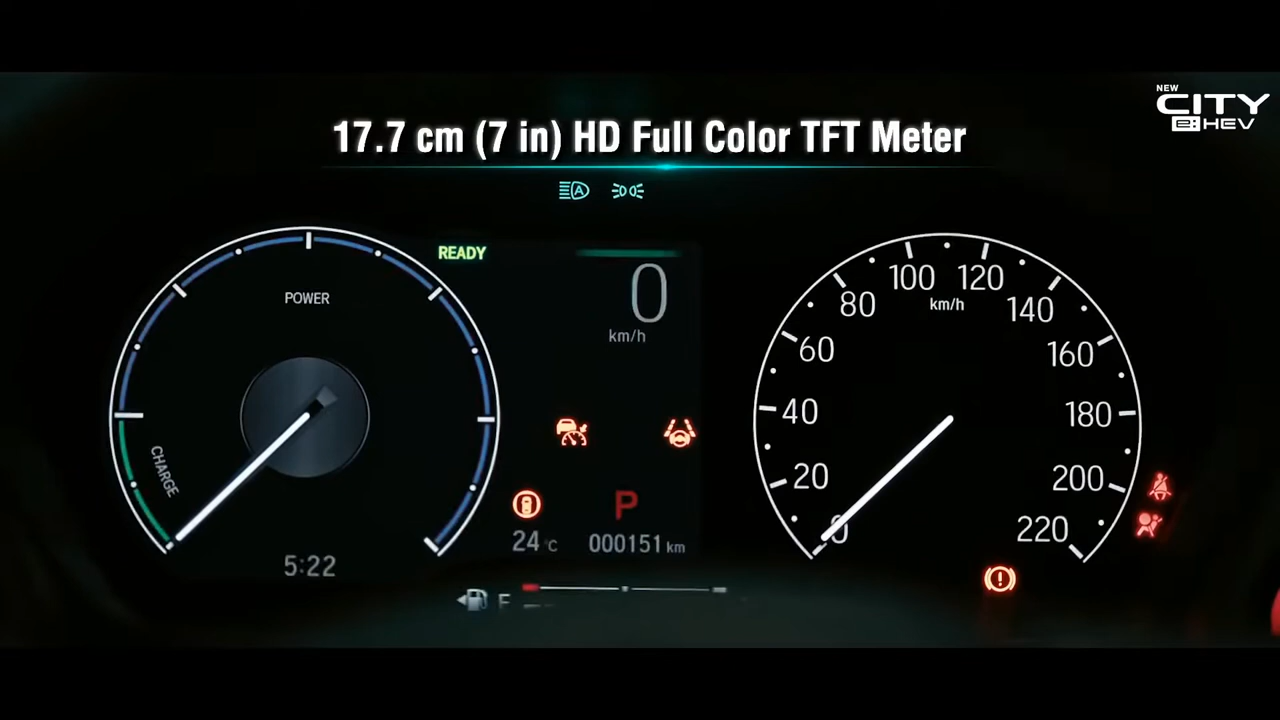 NEW
CITY
e:HEV
17.7 cm (7 in) HD Full Color TFT Meter
A
READY
0
km/h
POWER
CHARGE
5:22
P
24°C
000151 km
0
20
40
60
80
100
120
140
160
180
200
220
km/h